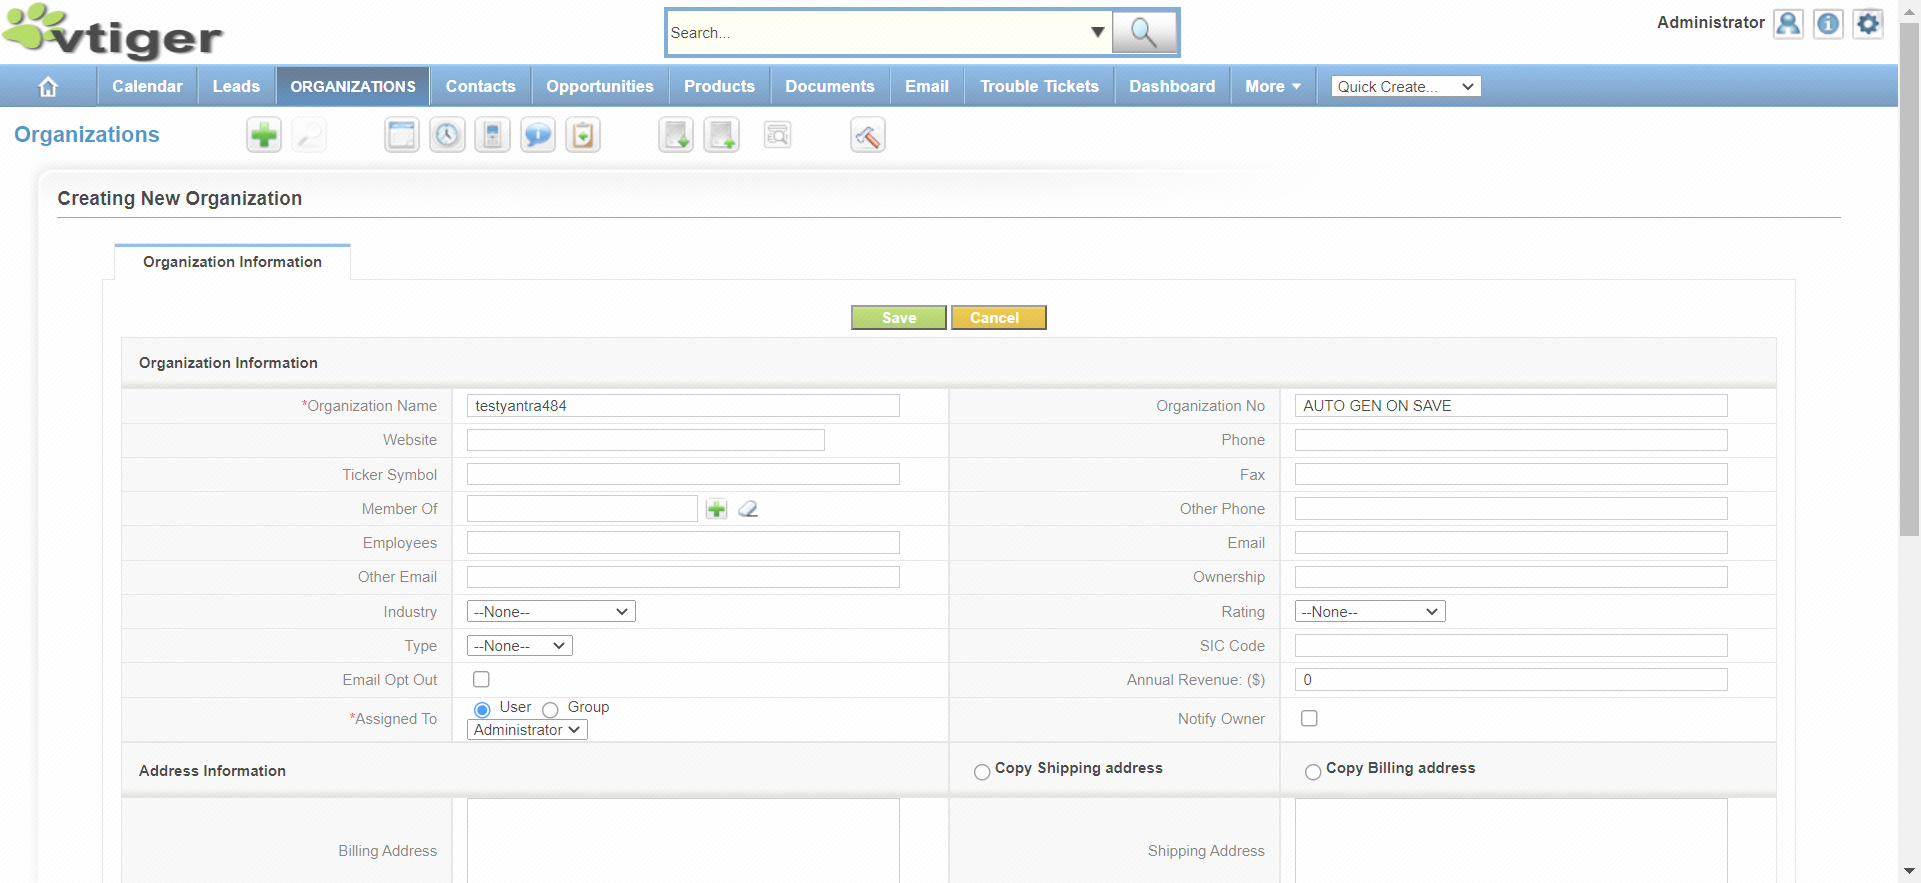 vtiger
Search...
Administrator
Calendar Leads ORGANIZATIONS Contacts Opportunities Products Documents Email Trouble Tickets Dashboard More Quick Create...
Organizations
Creating New Organization
Organization Information
Save Cancel
Organization Information
*Organization Name testyantra484 Organization No AUTO GEN ON SAVE
Website Phone
Ticker Symbol Fax
Member Of Other Phone
Employees Email
Other Email Ownership
Industry --None-- Rating --None--
Type --None-- SIC Code
Email Opt Out Annual Revenue: ($) 0
*Assigned To User Group Notify Owner
Administrator
Address Information Copy Shipping address Copy Billing address
Billing Address Shipping Address